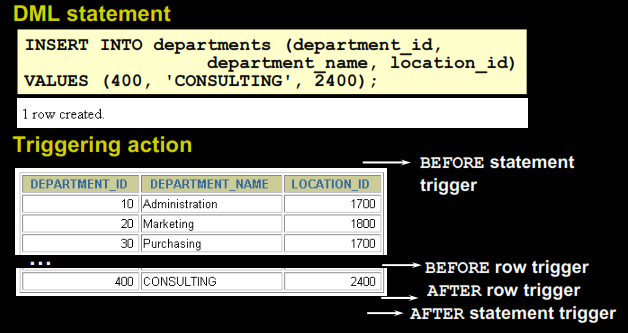 DML statement
INSERT INTO departments (department_id,
department_name, location_id)
VALUES (400, 'CONSULTING', 2400);
1 row created.
Triggering action
BEFORE statement
trigger
DEPARTMENT_ID DEPARTMENT_NAME LOCATION_ID
10 Administration 1700
20 Marketing 1800
30 Purchasing 1700
...
BEFORE row trigger
400 CONSULTING 2400
AFTER row trigger
AFTER statement trigger